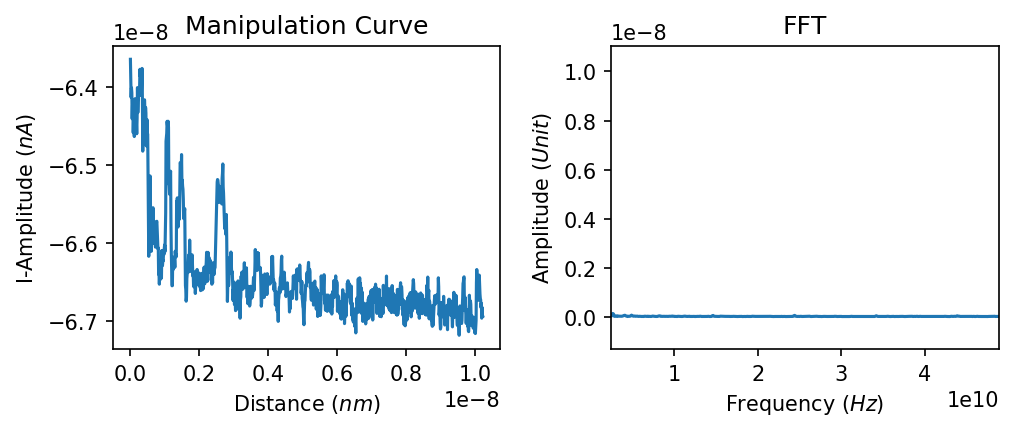 Manipulation Curve
1e−8
I-Amplitude (nA)
−6.4
−6.5
−6.6
−6.7
0.0 0.2 0.4 0.6 0.8 1.0
Distance (nm)
1e−8
FFT
1e−8
Amplitude (Unit)
1.0
0.8
0.6
0.4
0.2
0.0
1 2 3 4
Frequency (Hz)
1e10